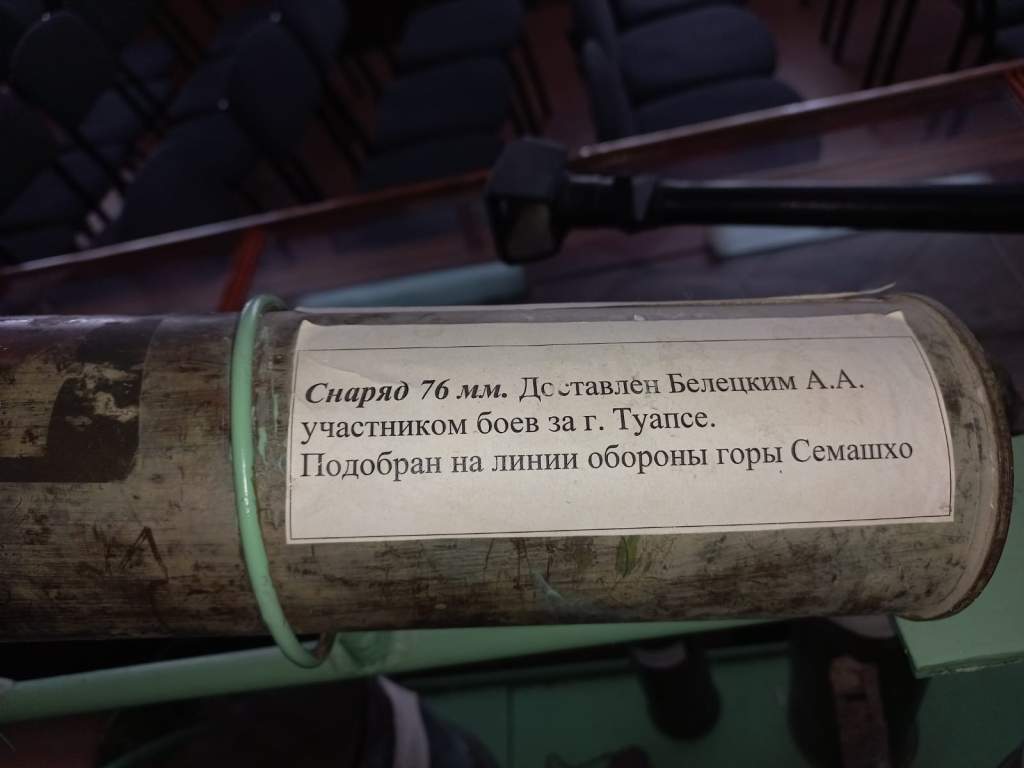 Снаряд 76 мм. Доставлен Белецким А.А.
участником боев за г. Туапсе.
Подобран на линии обороны горы Семашхо